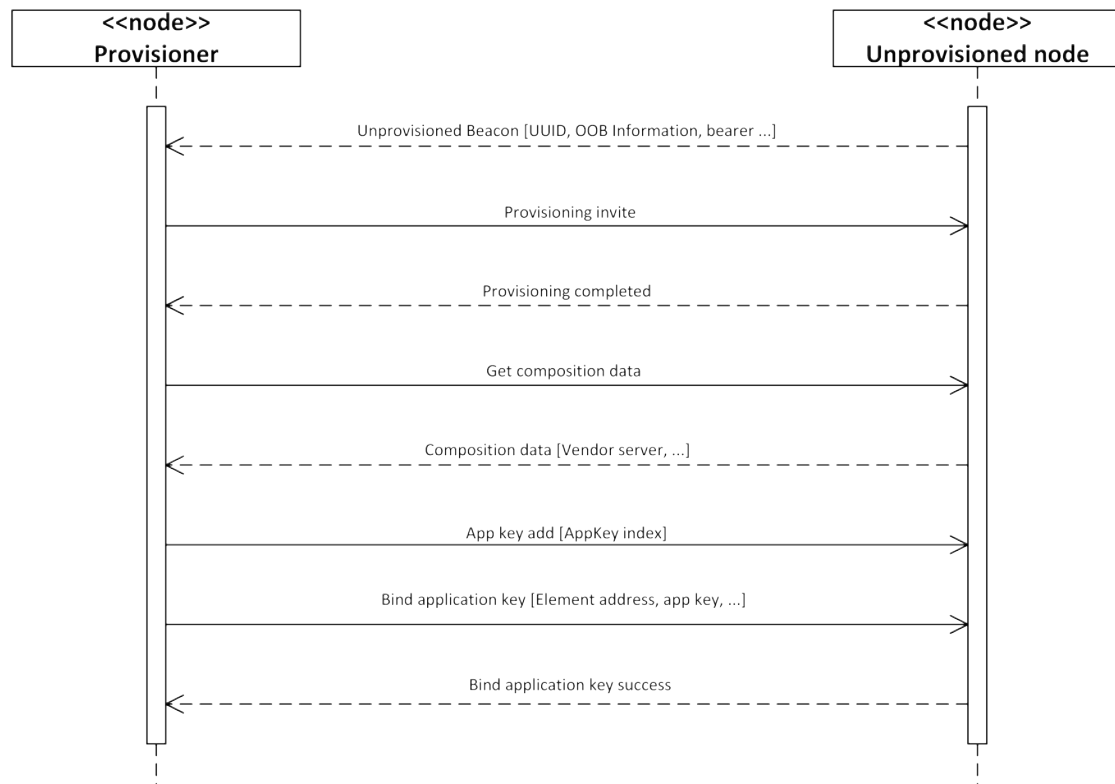 <<node>>
Provisioner
<<node>>
Unprovisioned node
Unprovisioned Beacon [UUID, OOB Information, bearer ...]
Provisioning invite
Provisioning completed
Get composition data
Composition data [Vendor server, ...]
App key add [AppKey index]
Bind application key [Element address, app key, ...]
Bind application key success